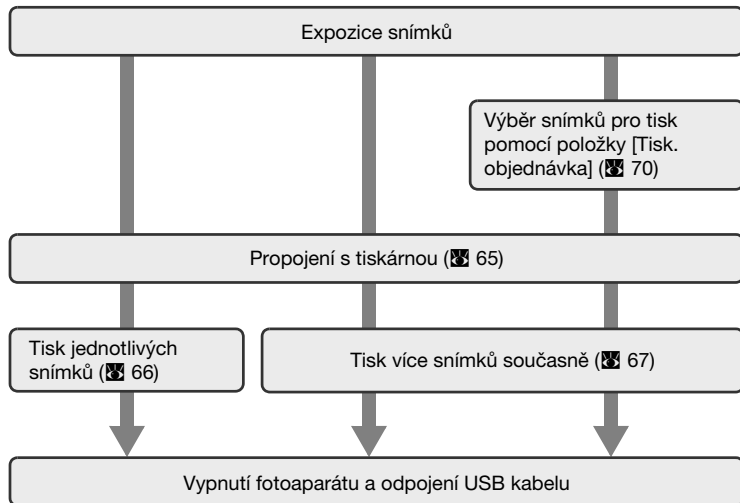 Expozice snímků
Výběr snímků pro tisk
pomocí položky [Tisk.
objednávka] ( 70)
Propojení s tiskárnou ( 65)
Tisk jednotlivých
snímků ( 66)
Tisk více snímků současně ( 67)
Vypnutí fotoaparátu a odpojení USB kabelu